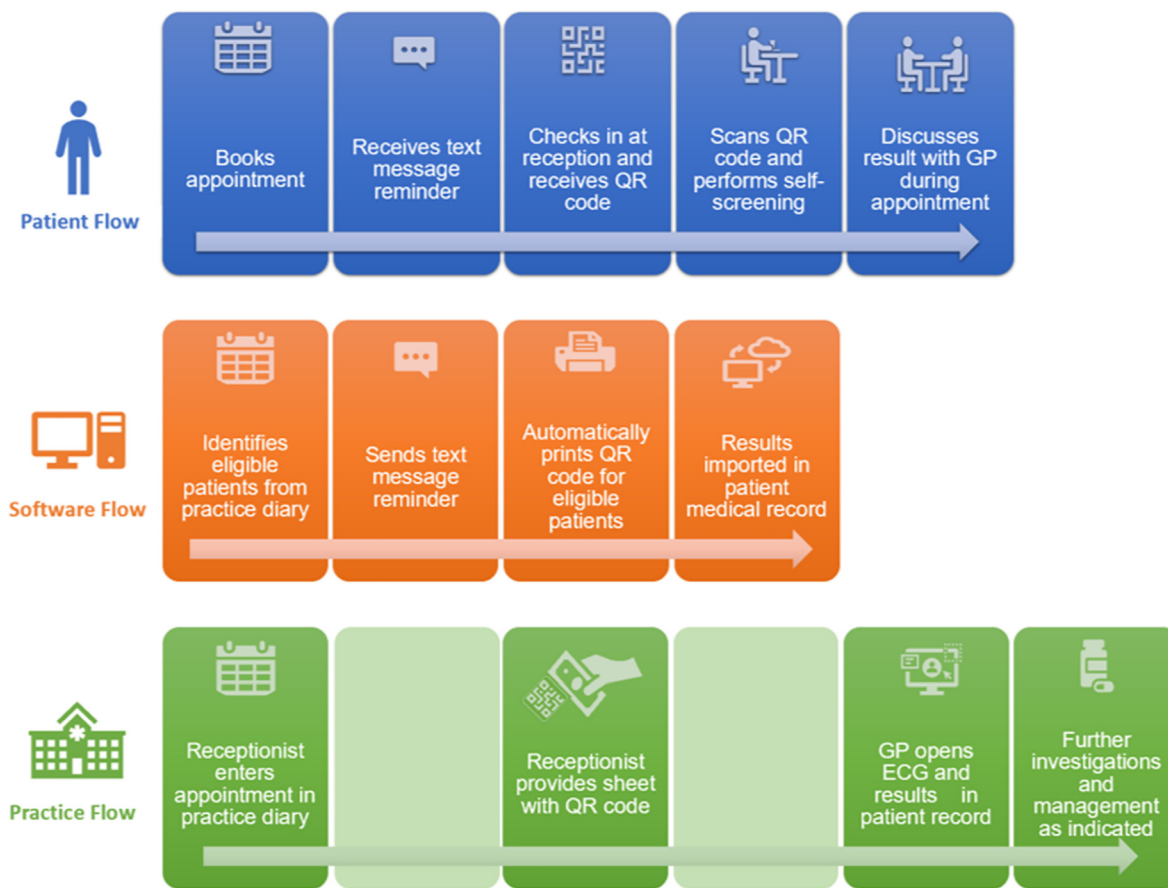 Patient Flow
Books
appointment
Receives text
message
reminder
Checks in at
reception and
receives QR
code
Scans QR
code and
performs self-
screening
Discusses
result with GP
during
appointment
Software Flow
Identifies
eligible
patients from
practice diary
Sends text
message
reminder
Automatically
prints QR
code for
eligible
patients
Results
imported in
patient
medical record
Practice Flow
Receptionist
enters
appointment in
practice diary
Receptionist
provides sheet
with QR code
GP opens
ECG and
results in
patient record
Further
investigations
and
management
as indicated